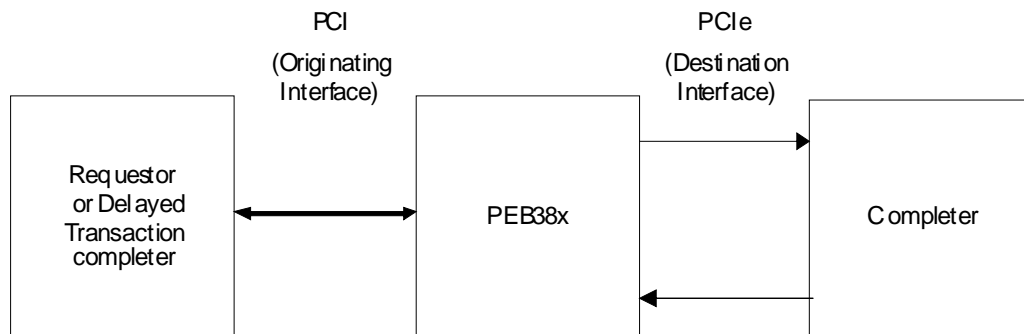 PCI
(Originating
Interface)
PCIe
(Destination
Interface)
Requestor
or Delayed
Transaction
completer
PEB38x
Completer